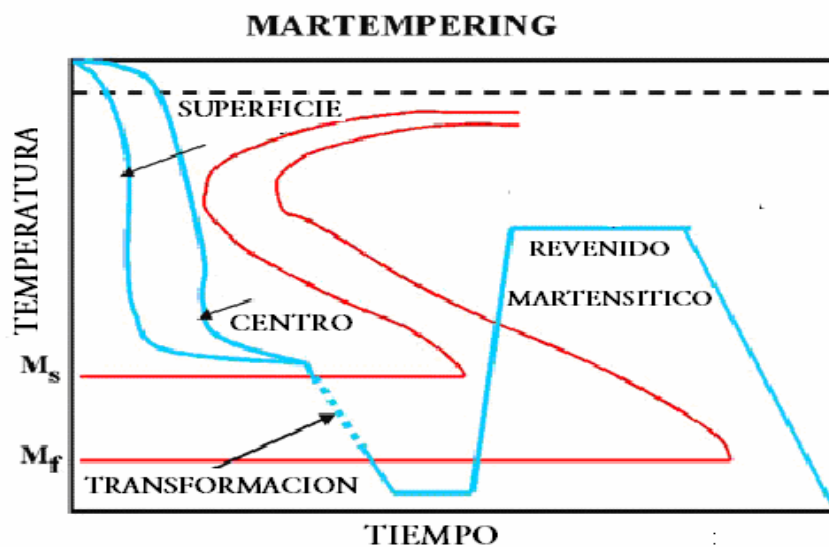 MARTEMPERING
SUPERFICIE
TEMPERATURA
REVENIDO
MARTENSITICO
CENTRO
Ms
Mf
TRANSFORMACION
TIEMPO